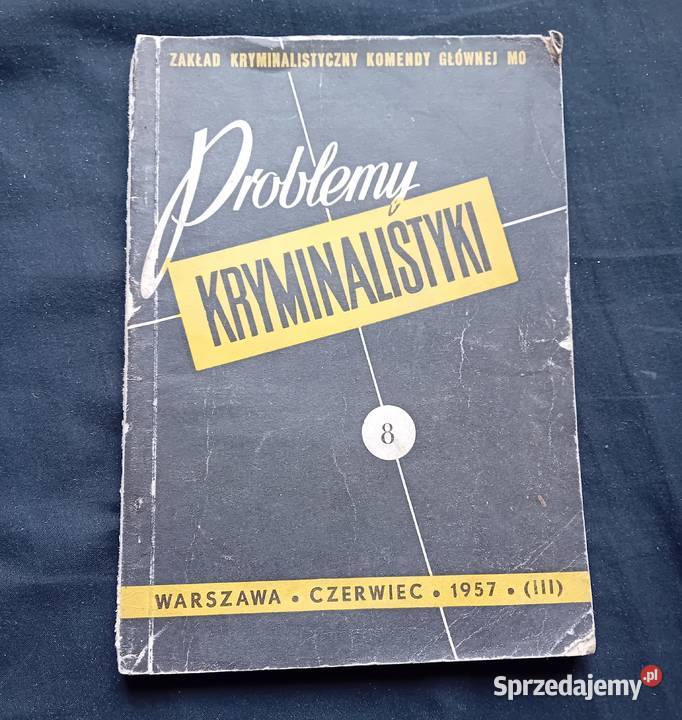 ZAKŁAD KRYMINALISTYCZNY KOMENDY GŁÓWNEJ MO
Problemy
KRYMINALISTYKI
8
WARSZAWA • CZERWIEC • 1957 • (III)
Sprzedajemy.pl